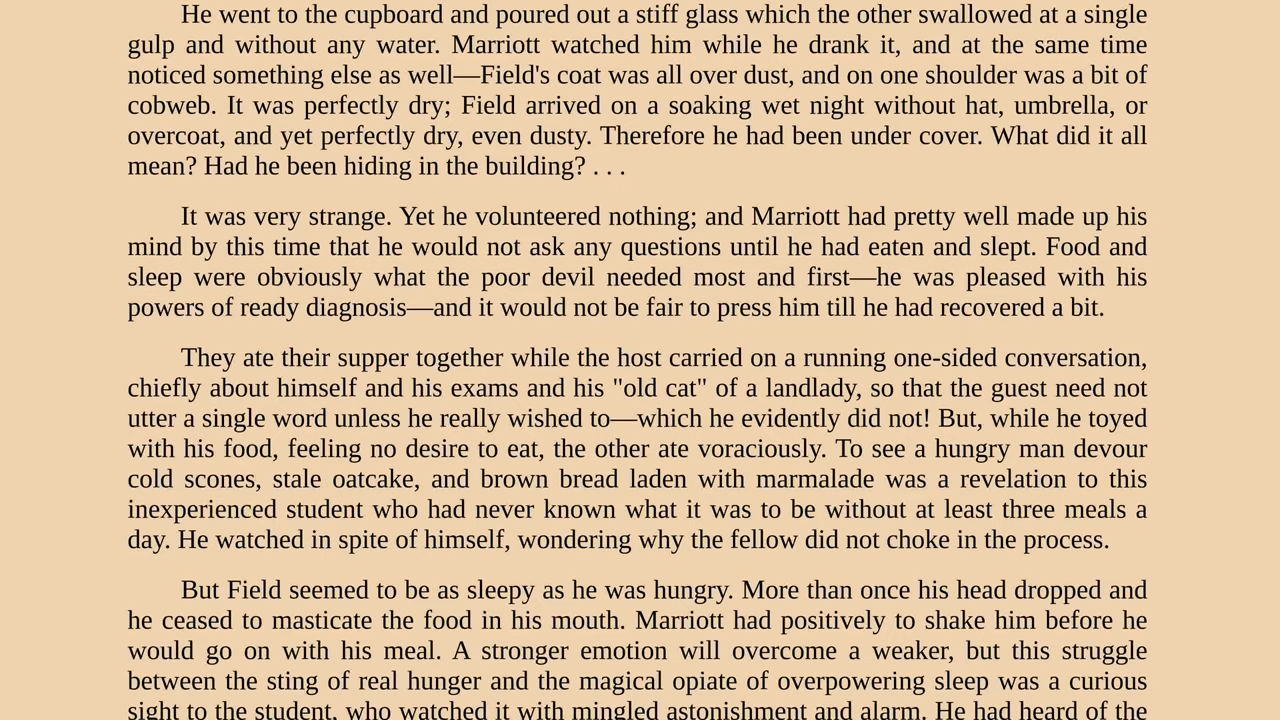 He went to the cupboard and poured out a stiff glass which the other swallowed at a single
gulp and without any water. Marriott watched him while he drank it, and at the same time
noticed something else as well—Field's coat was all over dust, and on one shoulder was a bit of
cobweb. It was perfectly dry; Field arrived on a soaking wet night without hat, umbrella, or
overcoat, and yet perfectly dry, even dusty. Therefore he had been under cover. What did it all
mean? Had he been hiding in the building? . . .
It was very strange. Yet he volunteered nothing; and Marriott had pretty well made up his
mind by this time that he would not ask any questions until he had eaten and slept. Food and
sleep were obviously what the poor devil needed most and first—he was pleased with his
powers of ready diagnosis—and it would not be fair to press him till he had recovered a bit.
They ate their supper together while the host carried on a running one-sided conversation,
chiefly about himself and his exams and his "old cat" of a landlady, so that the guest need not
utter a single word unless he really wished to—which he evidently did not! But, while he toyed
with his food, feeling no desire to eat, the other ate voraciously. To see a hungry man devour
cold scones, stale oatcake, and brown bread laden with marmalade was a revelation to this
inexperienced student who had never known what it was to be without at least three meals a
day. He watched in spite of himself, wondering why the fellow did not choke in the process.
But Field seemed to be as sleepy as he was hungry. More than once his head dropped and
he ceased to masticate the food in his mouth. Marriott had positively to shake him before he
would go on with his meal. A stronger emotion will overcome a weaker, but this struggle
between the sting of real hunger and the magical opiate of overpowering sleep was a curious
sight to the student, who watched it with mingled astonishment and alarm. He had heard of the